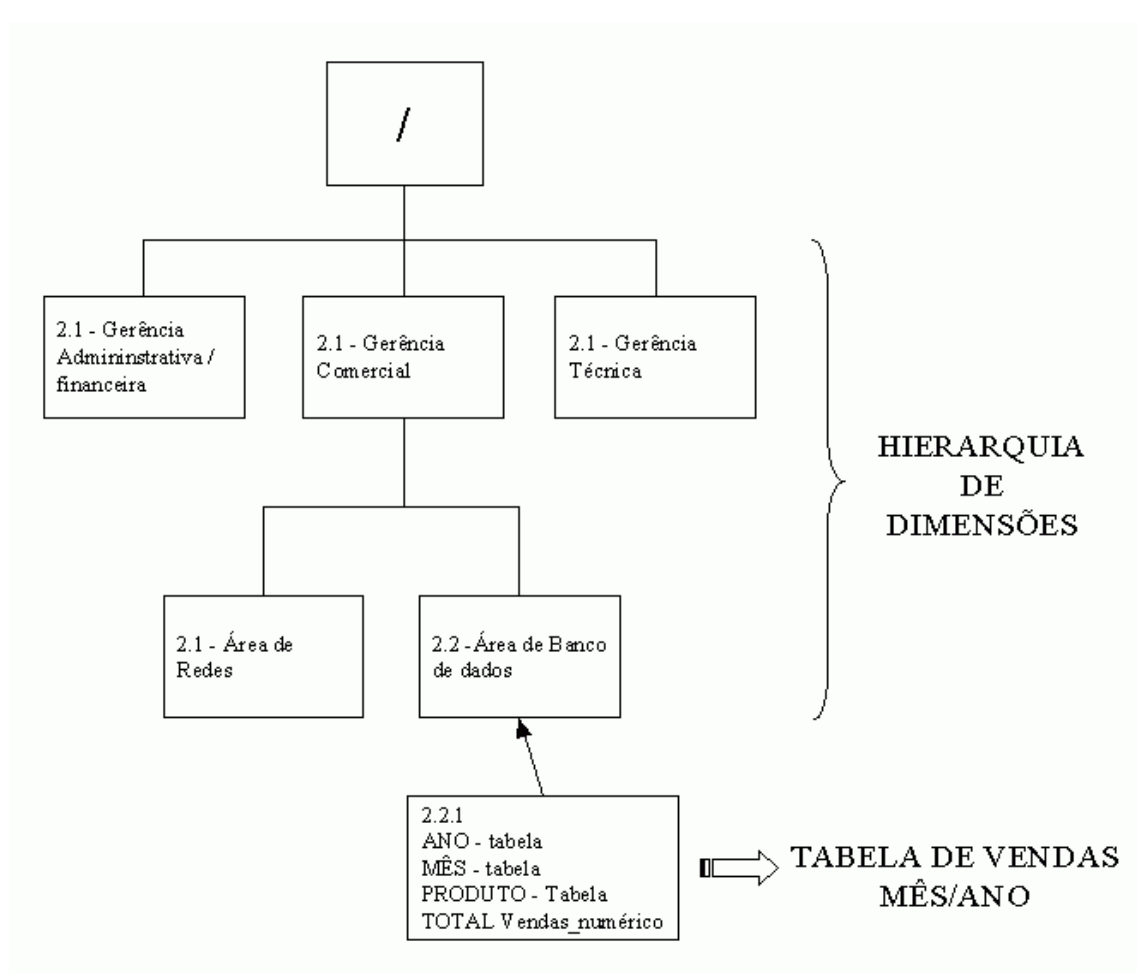 /
2.1 - Gerência
Admininstrativa /
financeira
2.1 - Gerência
Comercial
2.1 - Gerência
Técnica
HIERARQUIA
DE
DIMENSÕES
2.1 - Área de
Redes
2.2 -Área de Banco
de dados
2.2.1
ANO - tabela
MÊS - tabela
PRODUTO - Tabela
TOTAL Vendas_numérico
TABELA DE VENDAS
MÊS/ANO